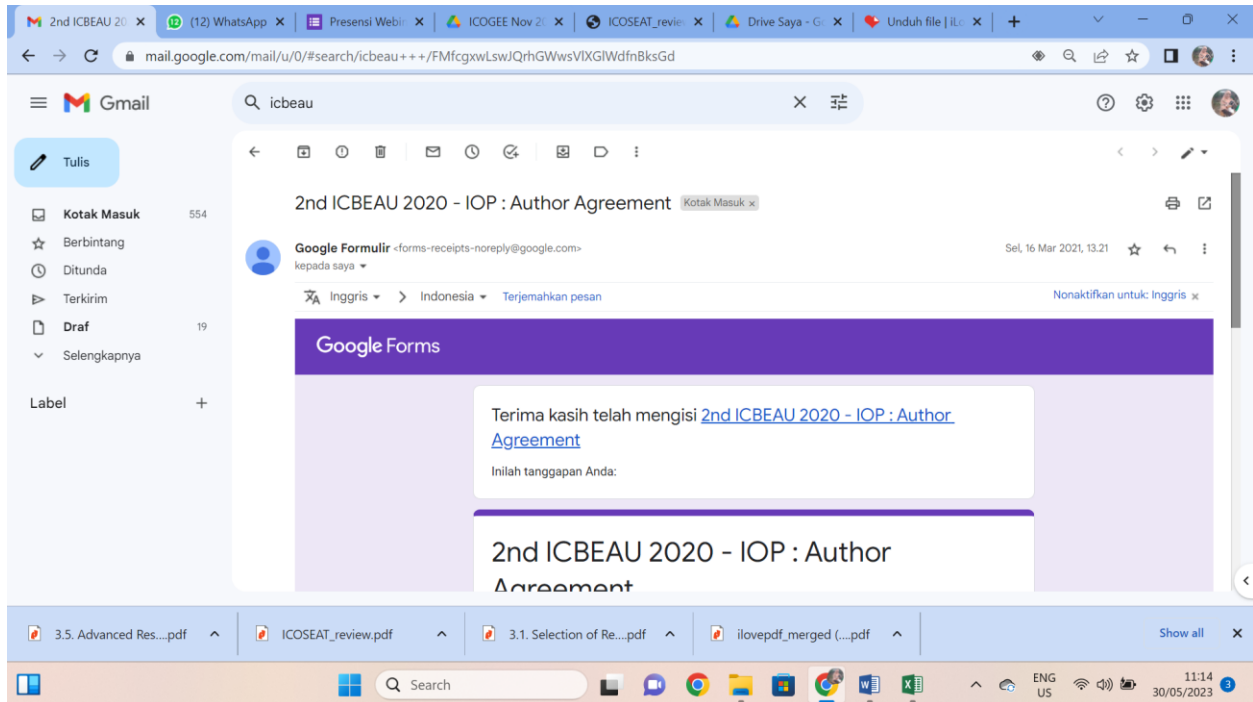 2nd ICBEAU 20
(12) WhatsApp
Presensi Webin
ICOGEE Nov 20
ICOSEAT_review
Drive Saya - Go
Unduh file | iLo
mail.google.com/mail/u/0/#search/icbeau+++/FMfcgxwLswJQrhGWwsVlXGlWdfnBksGd
Gmail
icbeau
Tulis
2nd ICBEAU 2020 - IOP : Author Agreement Kotak Masuk x
Kotak Masuk 554
Berbintang
Ditunda
Terkirim
Draf 19
Selengkapnya
Label +
Google Formulir <forms-receipts-noreply@google.com>
Sel, 16 Mar 2021, 13.21
kepada saya
Inggris > Indonesia Terjemahkan pesan
Nonaktifkan untuk: Inggris x
Google Forms
Terima kasih telah mengisi 2nd ICBEAU 2020 - IOP : Author
Agreement
Inilah tanggapan Anda:
2nd ICBEAU 2020 - IOP : Author
Agreement
3.5. Advanced Res....pdf
ICOSEAT_review.pdf
3.1. Selection of Re....pdf
ilovepdf_merged (....pdf
Show all
Search
ENG
US
11:14
30/05/2023
3